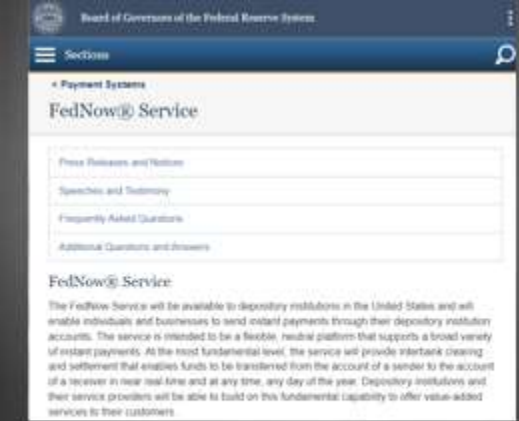 Board of Governors of the Federal Reserve System
Sections
< Payment Systems
FedNow® Service
Press Releases and Notices
Speeches and Testimony
Frequently Asked Questions
Additional Questions and Answers
FedNow® Service
The FedNow Service will be available to depository institutions in the United States and will
enable individuals and businesses to send instant payments through their depository institution
accounts. The service is intended to be a flexible, neutral platform that supports a broad variety
of instant payments. At the most fundamental level, the service will provide interbank clearing
and settlement that enables funds to be transferred from the account of a sender to the account
of a receiver in near real-time and at any time, any day of the year. Depository institutions and
their service providers will be able to build on this fundamental capability to offer value-added
services to their customers.